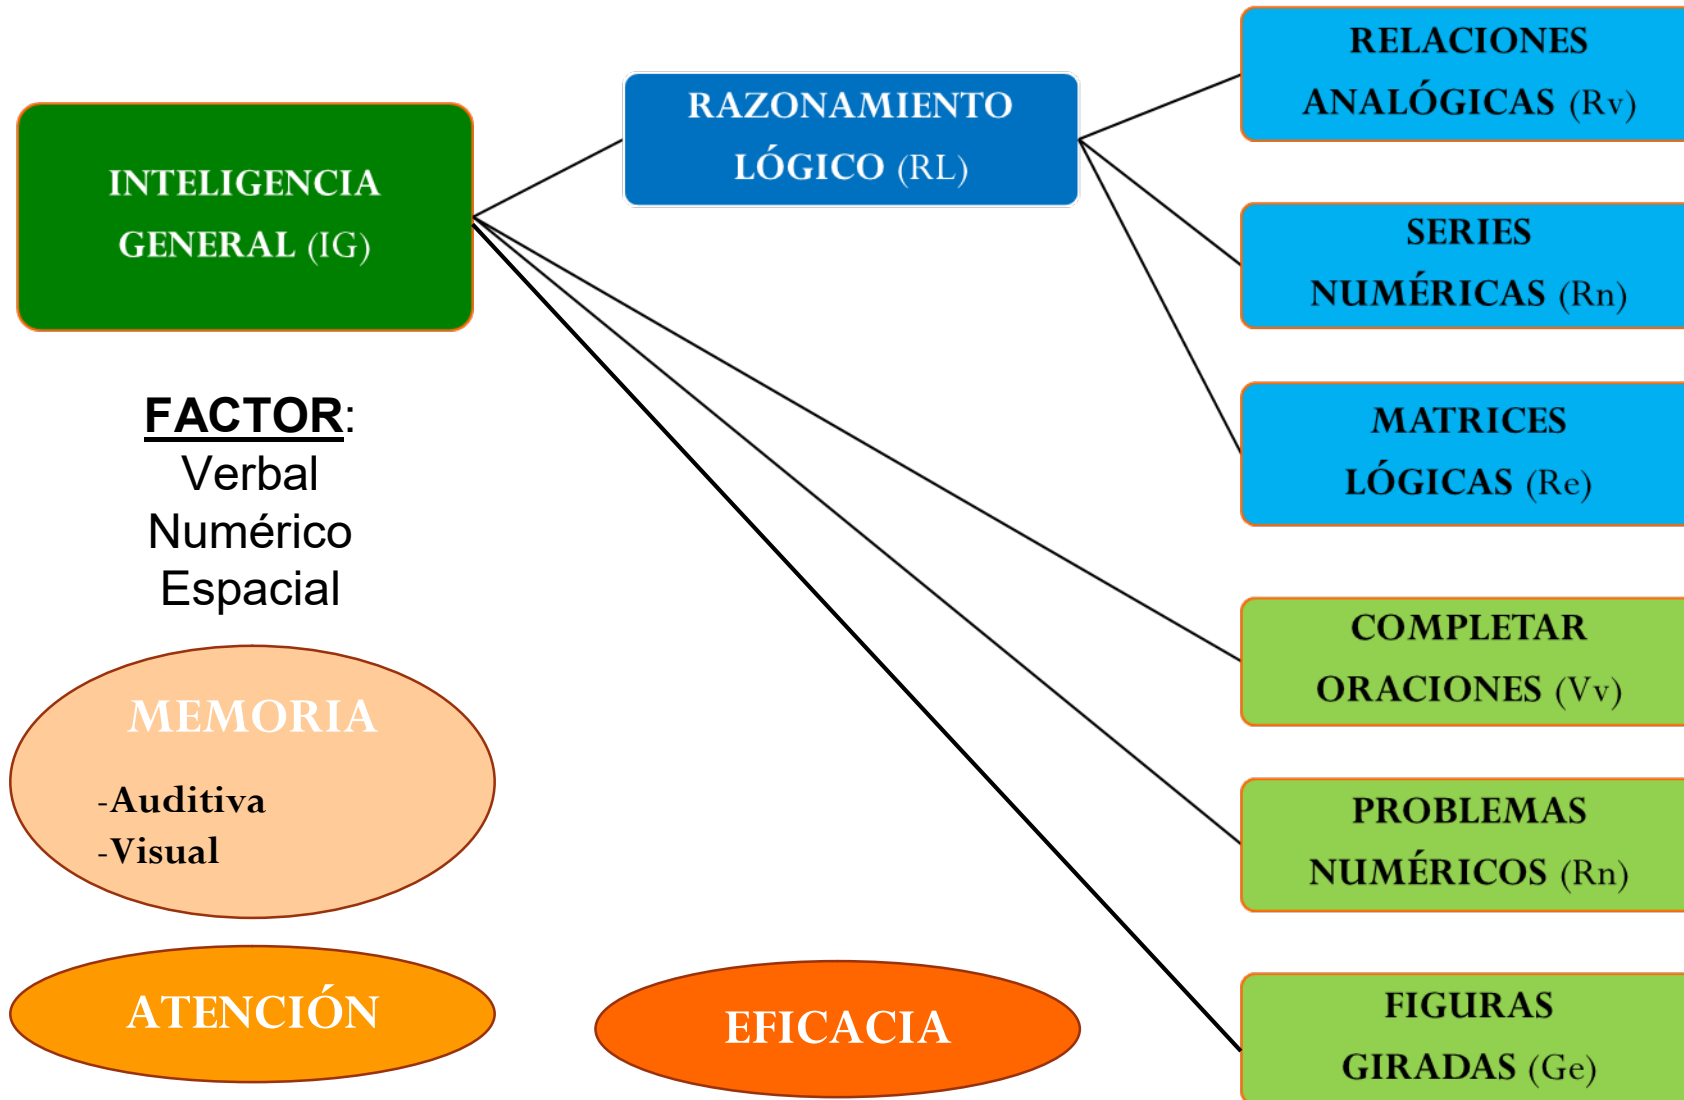 INTELIGENCIA
GENERAL (IG)
FACTOR:
Verbal
Numérico
Espacial
MEMORIA
-Auditiva
-Visual
ATENCIÓN
RAZONAMIENTO
LÓGICO (RL)
EFICACIA
RELACIONES
ANALÓGICAS (Rv)
SERIES
NUMÉRICAS (Rn)
MATRICES
LÓGICAS (Re)
COMPLETAR
ORACIONES (Vv)
PROBLEMAS
NUMÉRICOS (Rn)
FIGURAS
GIRADAS (Ge)